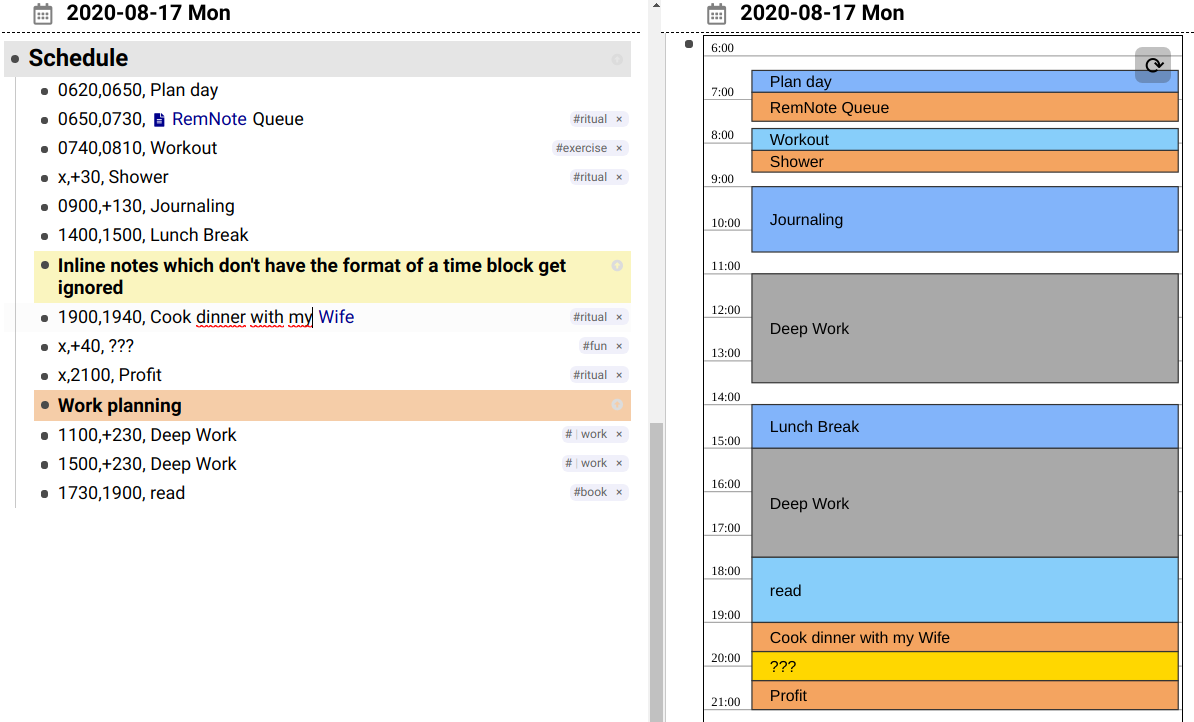 2020-08-17 Mon
Schedule
0620,0650, Plan day
0650,0730, RemNote Queue #ritual ×
0740,0810, Workout #exercise ×
x,+30, Shower #ritual ×
0900,+130, Journaling
1400,1500, Lunch Break
Inline notes which don't have the format of a time block get
ignored
1900,1940, Cook dinner with my Wife #ritual ×
x,+40, ??? #fun ×
x,2100, Profit #ritual ×
Work planning
1100,+230, Deep Work # | work ×
1500,+230, Deep Work # | work ×
1730,1900, read #book ×
2020-08-17 Mon
6:00
Plan day
7:00
RemNote Queue
8:00
Workout
Shower
9:00
Journaling
10:00
11:00
12:00
Deep Work
13:00
14:00
Lunch Break
15:00
16:00
Deep Work
17:00
18:00
read
19:00
Cook dinner with my Wife
20:00
???
Profit
21:00